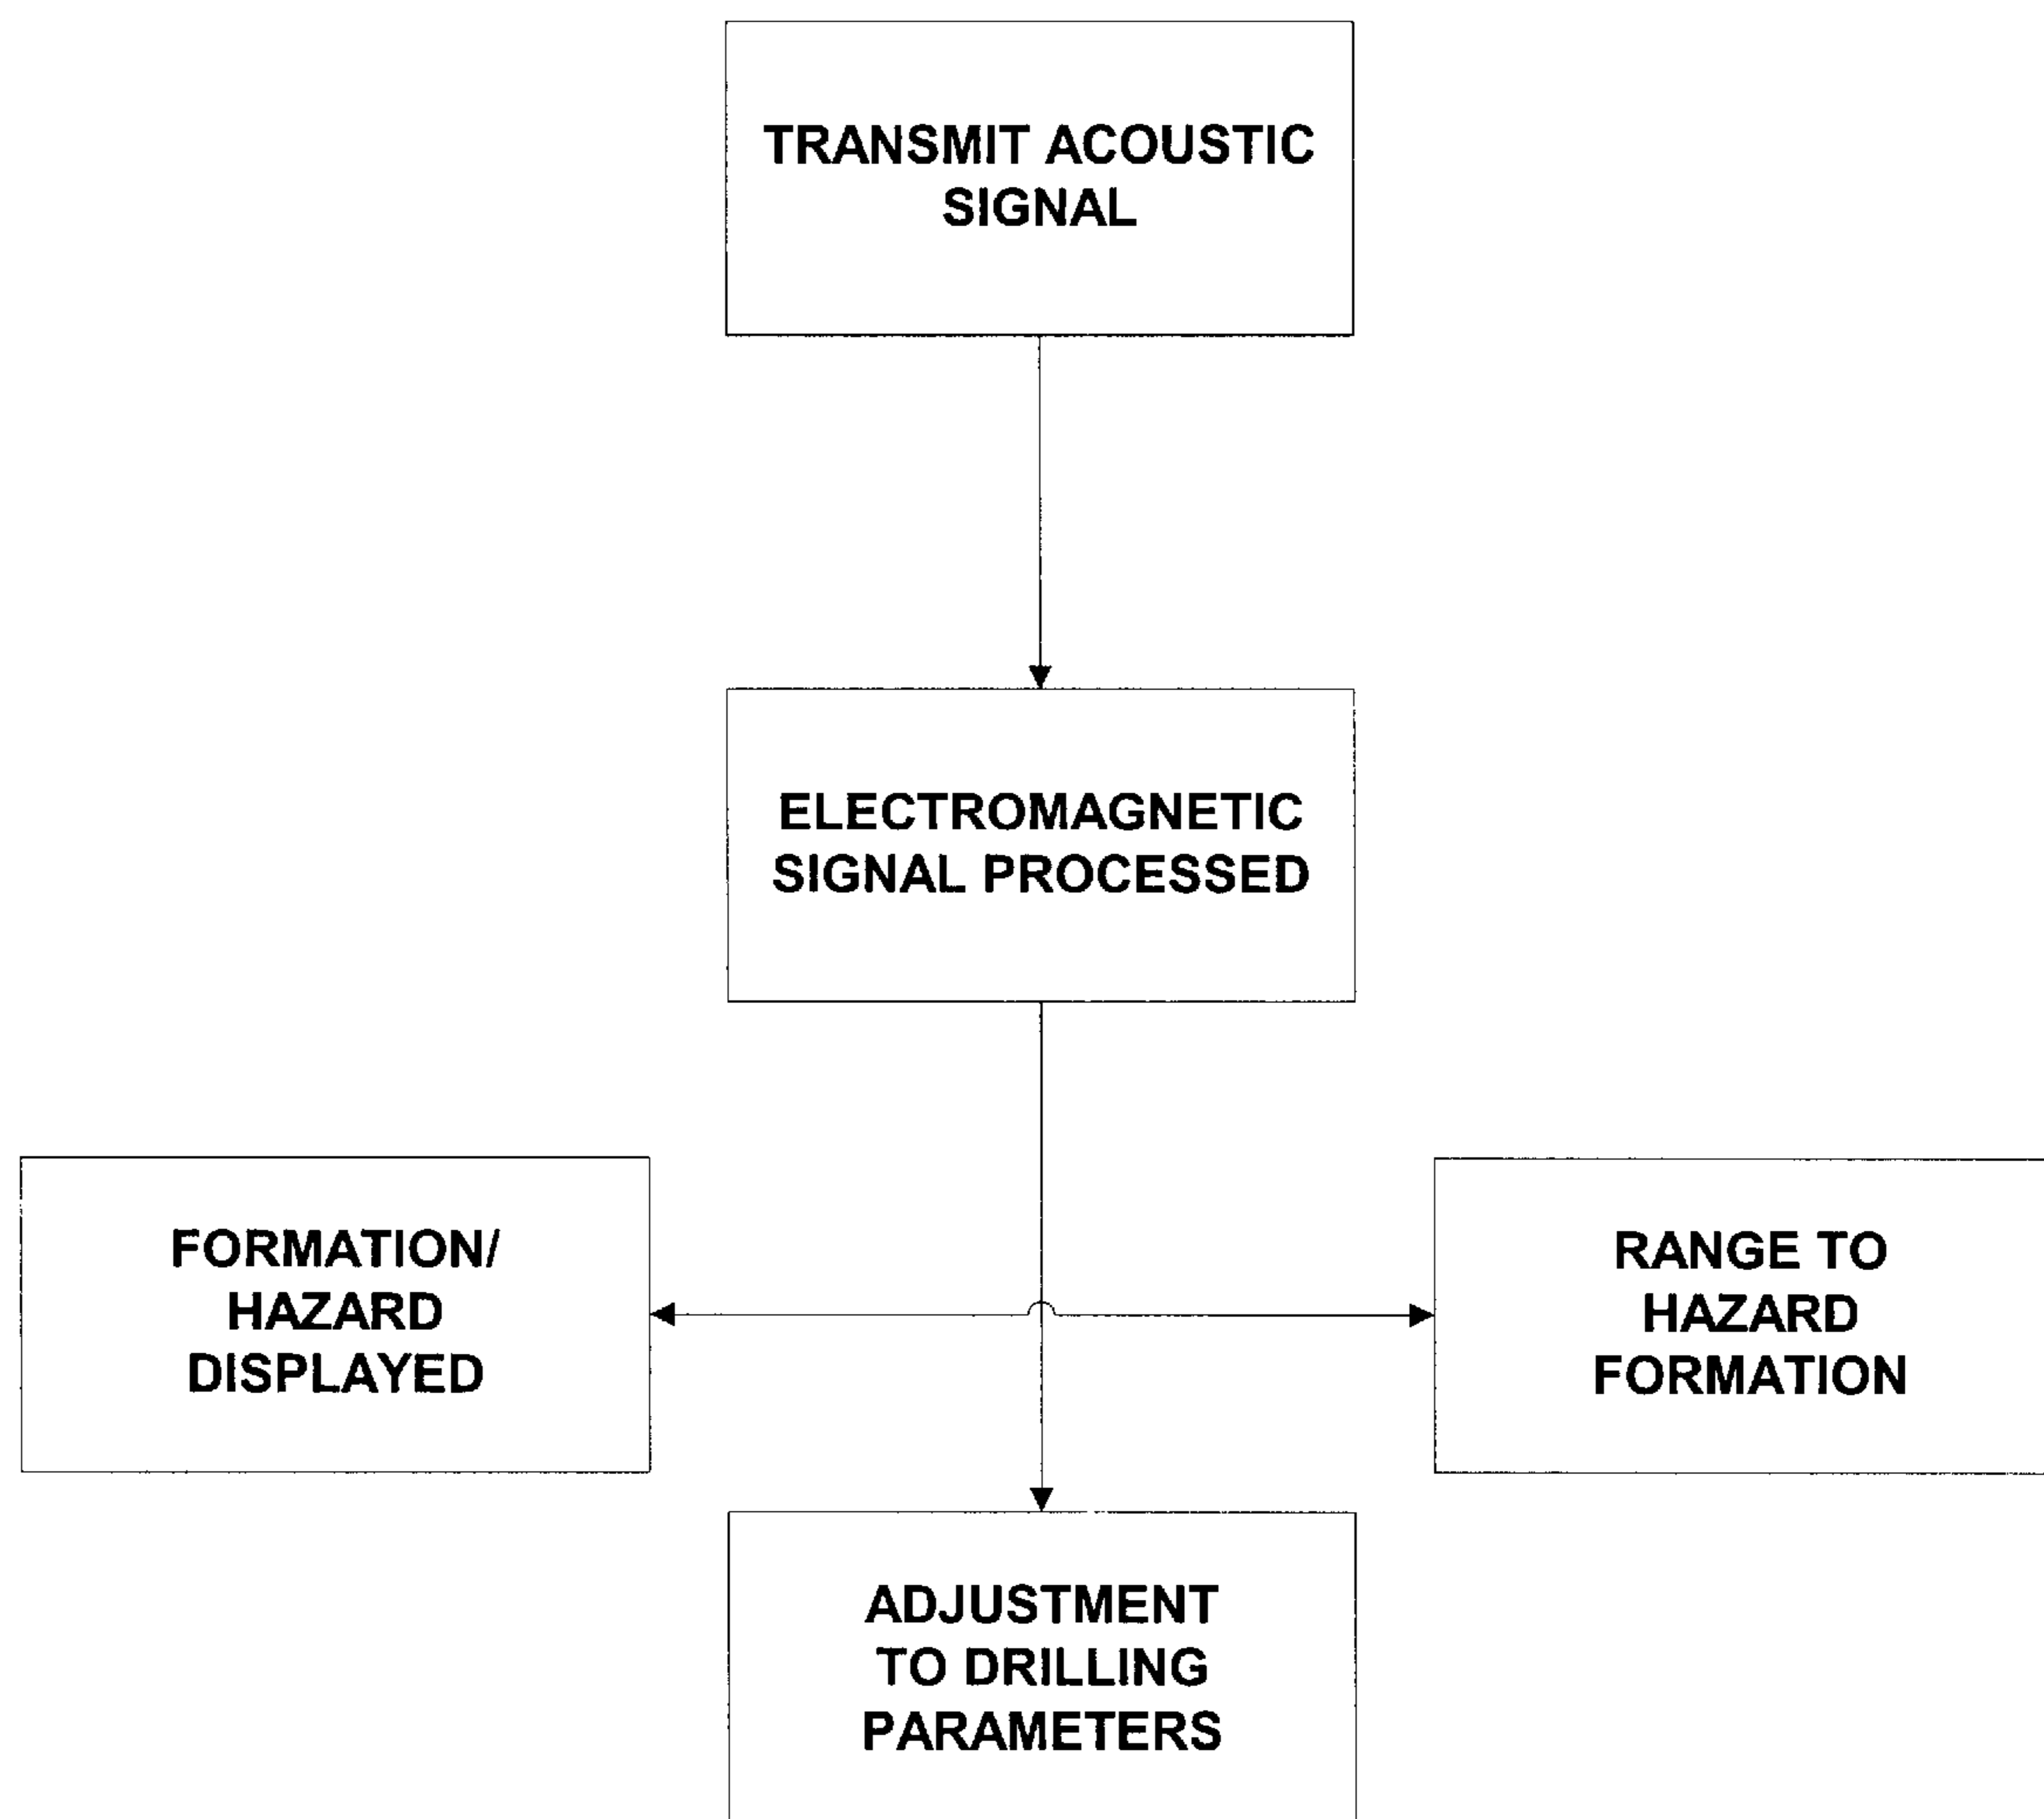 TRANSMIT ACOUSTIC
SIGNAL
ELECTROMAGNETIC
SIGNAL PROCESSED
FORMATION/
HAZARD
DISPLAYED
RANGE TO
HAZARD
FORMATION
ADJUSTMENT
TO DRILLING
PARAMETERS